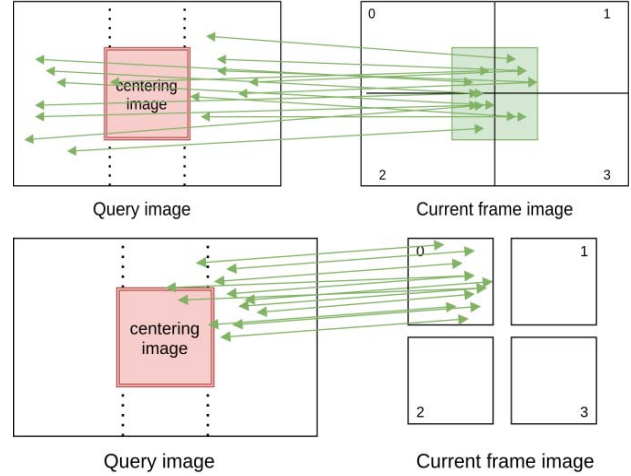 0
1
centering
image
2
3
Query image
Current frame image
0
1
centering
image
2
3
Query image
Current frame image